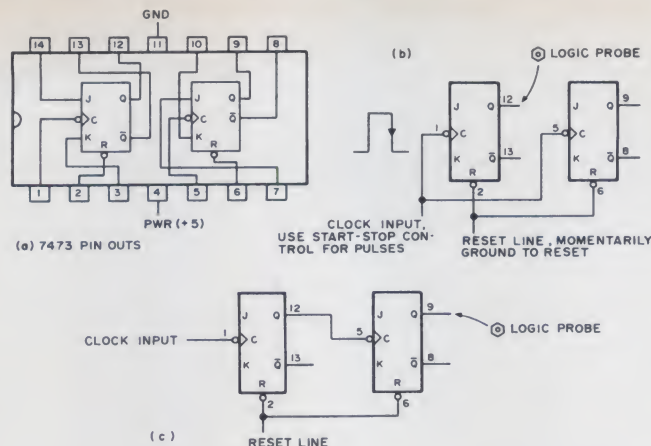 GND
14 13 12 11 10 9 8
J Q J Q
C C
K Q̄ K Q̄
R R
1 2 3 4 5 6 7
PWR (+5)
(a) 7473 PIN OUTS
(b)
LOGIC PROBE
J Q 12 J Q 9
1 C 5 C
K Q̄ 13 K Q̄ 8
R R
2 6
CLOCK INPUT,
USE START-STOP CON-
TROL FOR PULSES
RESET LINE, MOMENTARILY
GROUND TO RESET
J Q 12 J Q 9
LOGIC PROBE
CLOCK INPUT 1 C 5 C
K Q̄ 13 K Q̄ 8
R R
2 6
(c)
RESET LINE